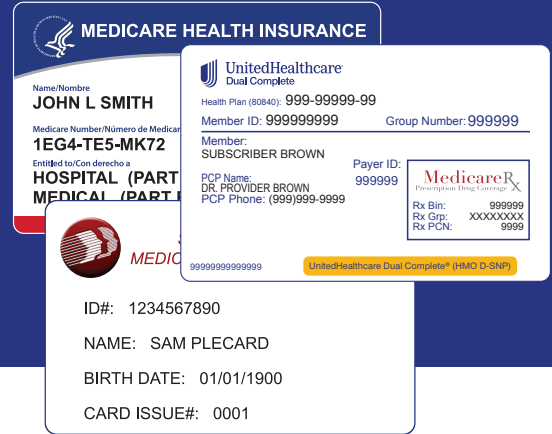 MEDICARE HEALTH INSURANCE
Name/Nombre
JOHN L SMITH
Medicare Number/Número de Medicar
1EG4-TE5-MK72
Entitled to/Con derecho a
HOSPITAL (PART
MEDICAL (PART
UnitedHealthcare
Dual Complete
Health Plan (80840): 999-99999-99
Member ID: 999999999 Group Number: 999999
Member:
SUBSCRIBER BROWN
Payer ID:
999999
PCP Name:
DR. PROVIDER BROWN
PCP Phone: (999)999-9999
MedicareRx
Prescription Drug Coverage
Rx Bin: 999999
Rx Grp: XXXXXXXX
Rx PCN: 9999
99999999999999
UnitedHealthcare Dual Complete® (HMO D-SNP)
MEDIC
ID#: 1234567890
NAME: SAM PLECARD
BIRTH DATE: 01/01/1900
CARD ISSUE#: 0001